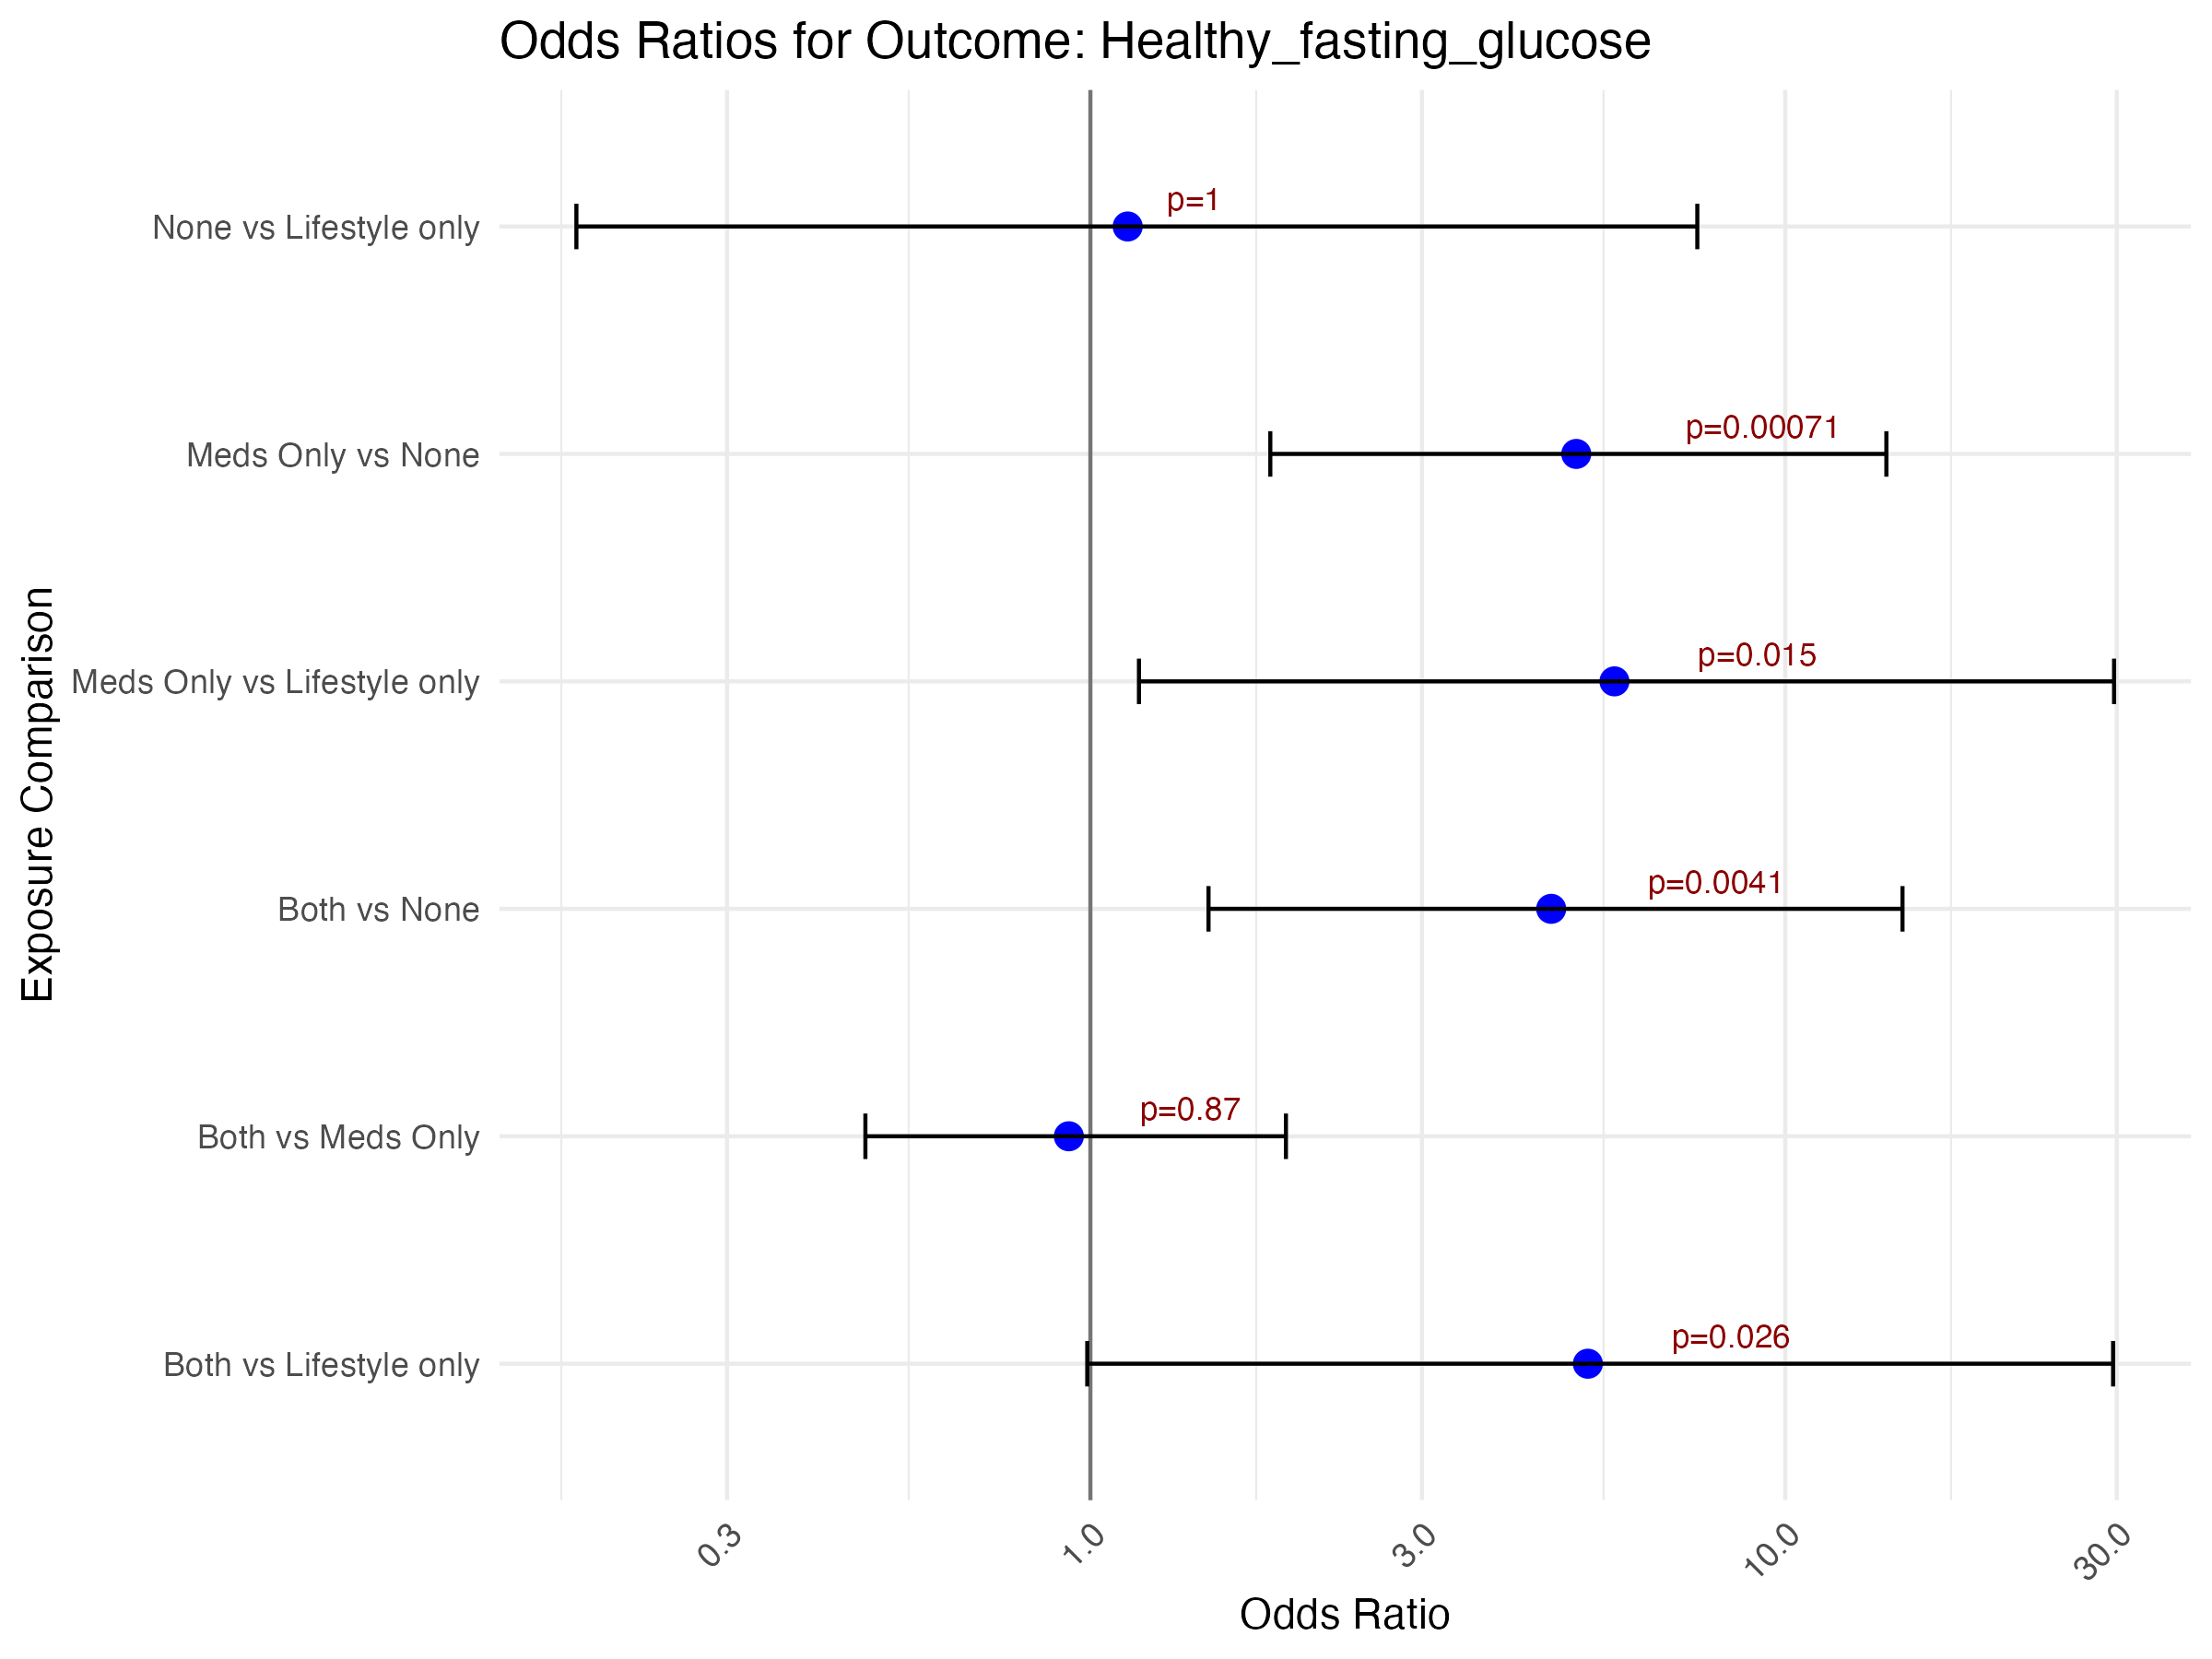 Odds Ratios for Outcome: Healthy_fasting_glucose
Exposure Comparison
None vs Lifestyle only
p=1
Meds Only vs None
p=0.00071
Meds Only vs Lifestyle only
p=0.015
Both vs None
p=0.0041
Both vs Meds Only
p=0.87
Both vs Lifestyle only
p=0.026
0.3
1.0
3.0
10.0
30.0
Odds Ratio